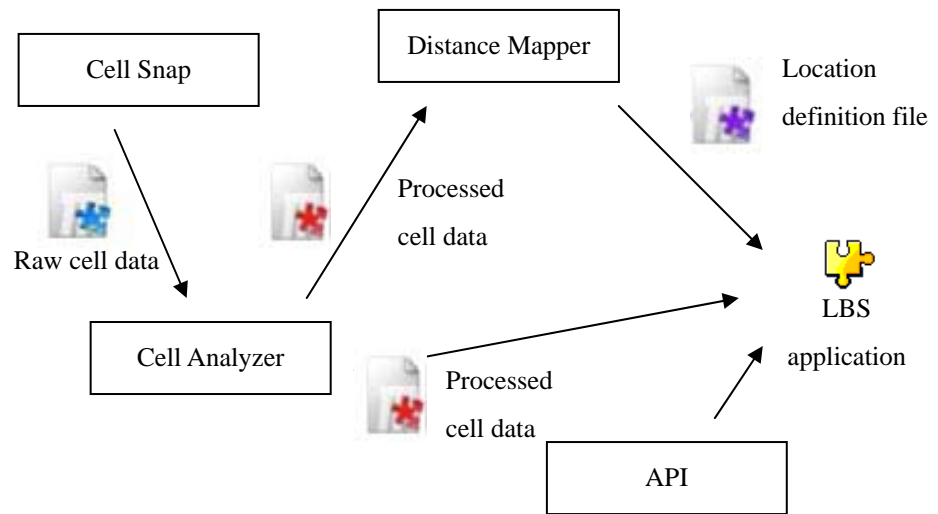 Cell Snap
Distance Mapper
Location
definition file
Raw cell data
Processed
cell data
Cell Analyzer
Processed
cell data
LBS
application
API